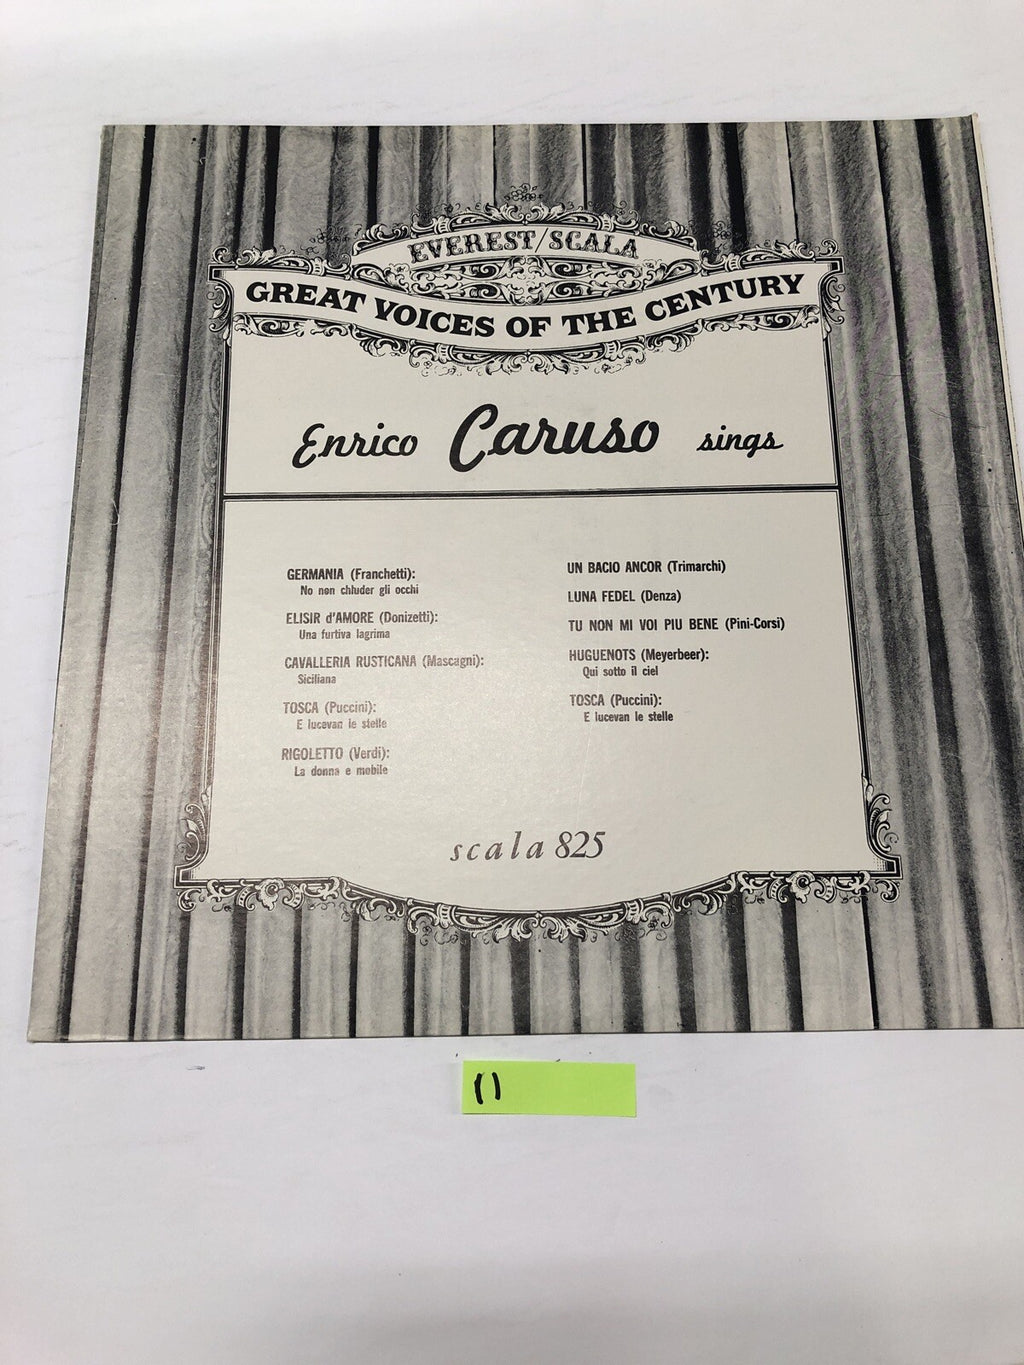 EVEREST/SCALA
GREAT VOICES OF THE CENTURY
Enrico Caruso sings
GERMANIA (Franchetti):
No non chluder gli occhi
ELISIR d'AMORE (Donizetti):
Una furtiva lagrima
CAVALLERIA RUSTICANA (Mascagni):
Siciliana
TOSCA (Puccini):
E lucevan le stelle
RIGOLETTO (Verdi):
La donna e mobile
UN BACIO ANCOR (Trimarchi)
LUNA FEDEL (Denza)
TU NON MI VOI PIU BENE (Pini-Corsi)
HUGUENOTS (Meyerbeer):
Qui sotto il ciel
TOSCA (Puccini):
E lucevan le stelle
scala 825
11